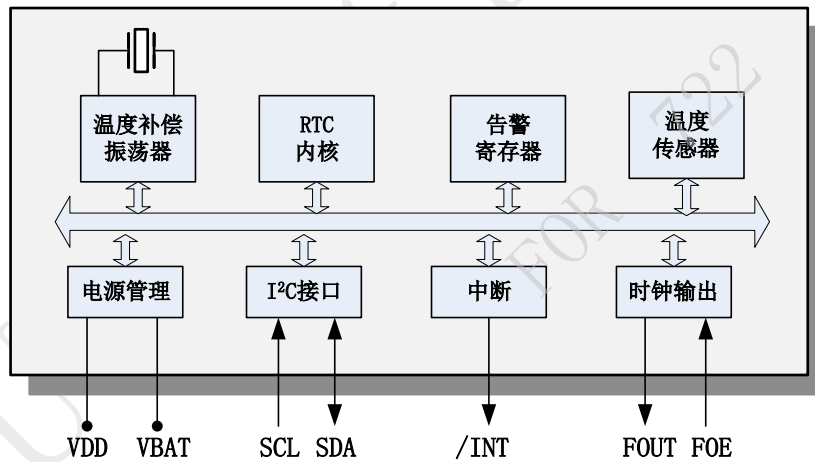 温度补偿
振荡器
RTC
内核
告警
寄存器
温度
传感器
电源管理
I²C接口
中断
时钟输出
VDD VBAT SCL SDA /INT FOUT FOE
FOR 722